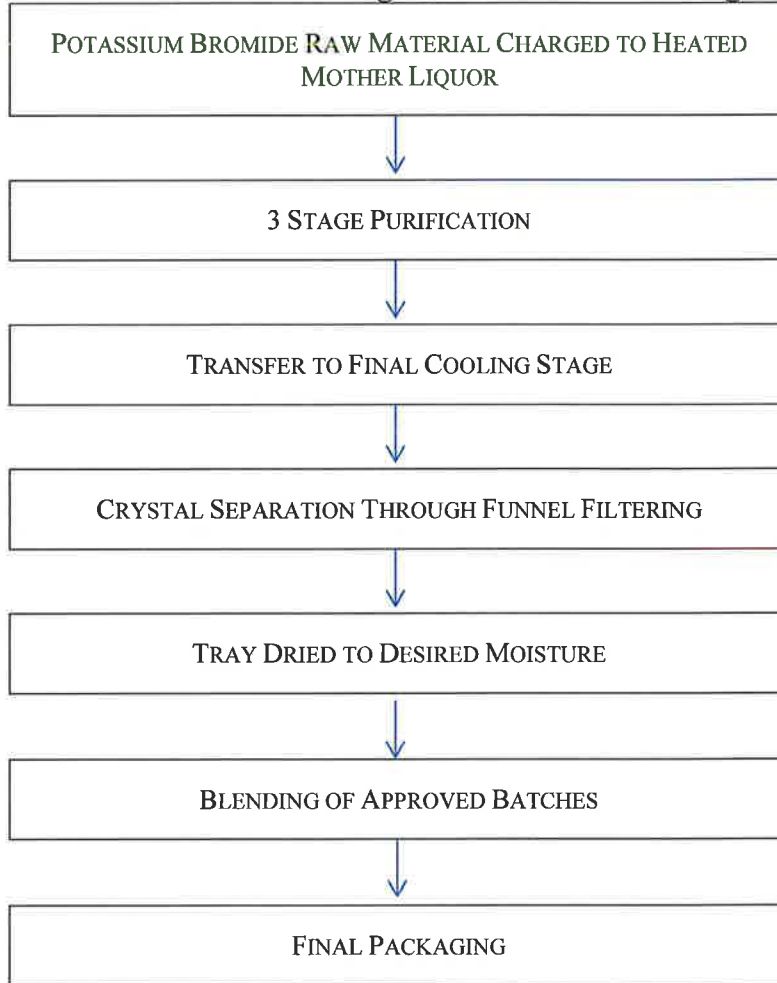 POTASSIUM BROMIDE RAW MATERIAL CHARGED TO HEATED
MOTHER LIQUOR
3 STAGE PURIFICATION
TRANSFER TO FINAL COOLING STAGE
CRYSTAL SEPARATION THROUGH FUNNEL FILTERING
TRAY DRIED TO DESIRED MOISTURE
BLENDING OF APPROVED BATCHES
FINAL PACKAGING